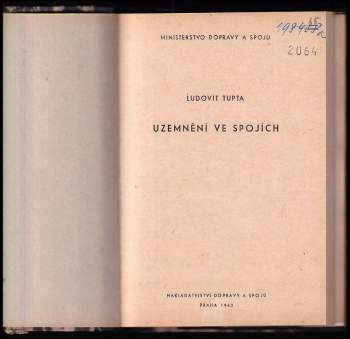 MINISTERSTVO DOPRAVY A SPOJŮ
2064
ĽUDOVÍT TUPTA
UZEMNĚNÍ VE SPOJÍCH
NAKLADATELSTVÍ DOPRAVY A SPOJŮ
PRAHA 1963